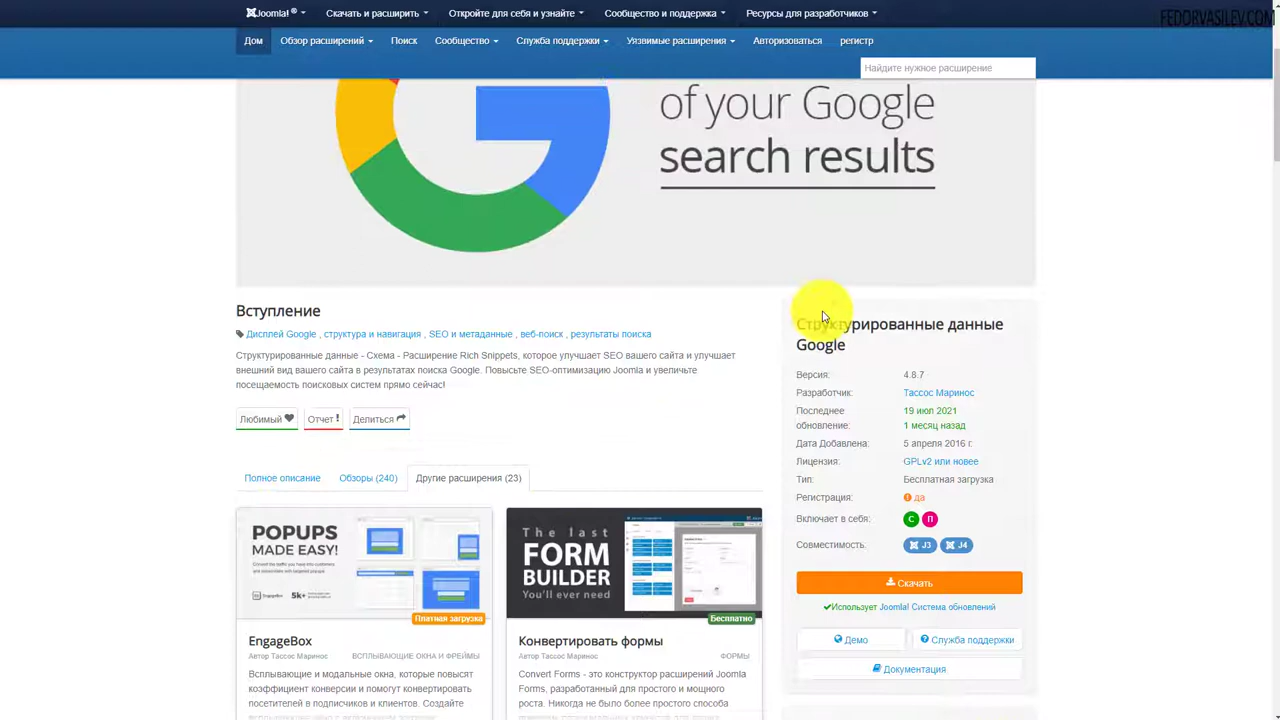 Joomla! ®
Скачать и расширить
Откройте для себя и узнайте
Сообщество и поддержка
Ресурсы для разработчиков
FEDORVASILEV.COM
Дом
Обзор расширений
Поиск
Сообщество
Служба поддержки
Уязвимые расширения
Авторизоваться
регистр
Найдите нужное расширение
of your Google
search results
Вступление
Дисплей Google , структура и навигация , SEO и метаданные , веб-поиск , результаты поиска
Структурированные данные - Схема - Расширение Rich Snippets, которое улучшает SEO вашего сайта и улучшает
внешний вид вашего сайта в результатах поиска Google. Повысьте SEO-оптимизацию Joomla и увеличьте
посещаемость поисковых систем прямо сейчас!
Любимый
Отчет !
Делиться
Структурированные данные
Google
Версия: 4.8.7
Разработчик: Тассос Маринос
Последнее 19 июл 2021
обновление: 1 месяц назад
Дата Добавлена: 5 апреля 2016 г.
Лицензия: GPLv2 или новее
Тип: Бесплатная загрузка
Регистрация: да
Включает в себя: С П
Совместимость: J3 J4
Скачать
Использует Joomla! Система обновлений
Демо
Служба поддержки
Документация
Полное описание
Обзоры (240)
Другие расширения (23)
POPUPS
MADE EASY!
EngageBox
5k+
Платная загрузка
EngageBox
Автор Тассос Маринос
ВСПЛЫВАЮЩИЕ ОКНА И ФРЕЙМЫ
Всплывающие и модальные окна, которые повысят
коэффициент конверсии и помогут конвертировать
посетителей в подписчиков и клиентов. Создайте
The last
FORM
BUILDER
You'll ever need
Бесплатно
Конвертировать формы
Автор Тассос Маринос
ФОРМЫ
Convert Forms - это конструктор расширений Joomla
Forms, разработанный для простого и мощного
роста. Никогда не было более простого способа